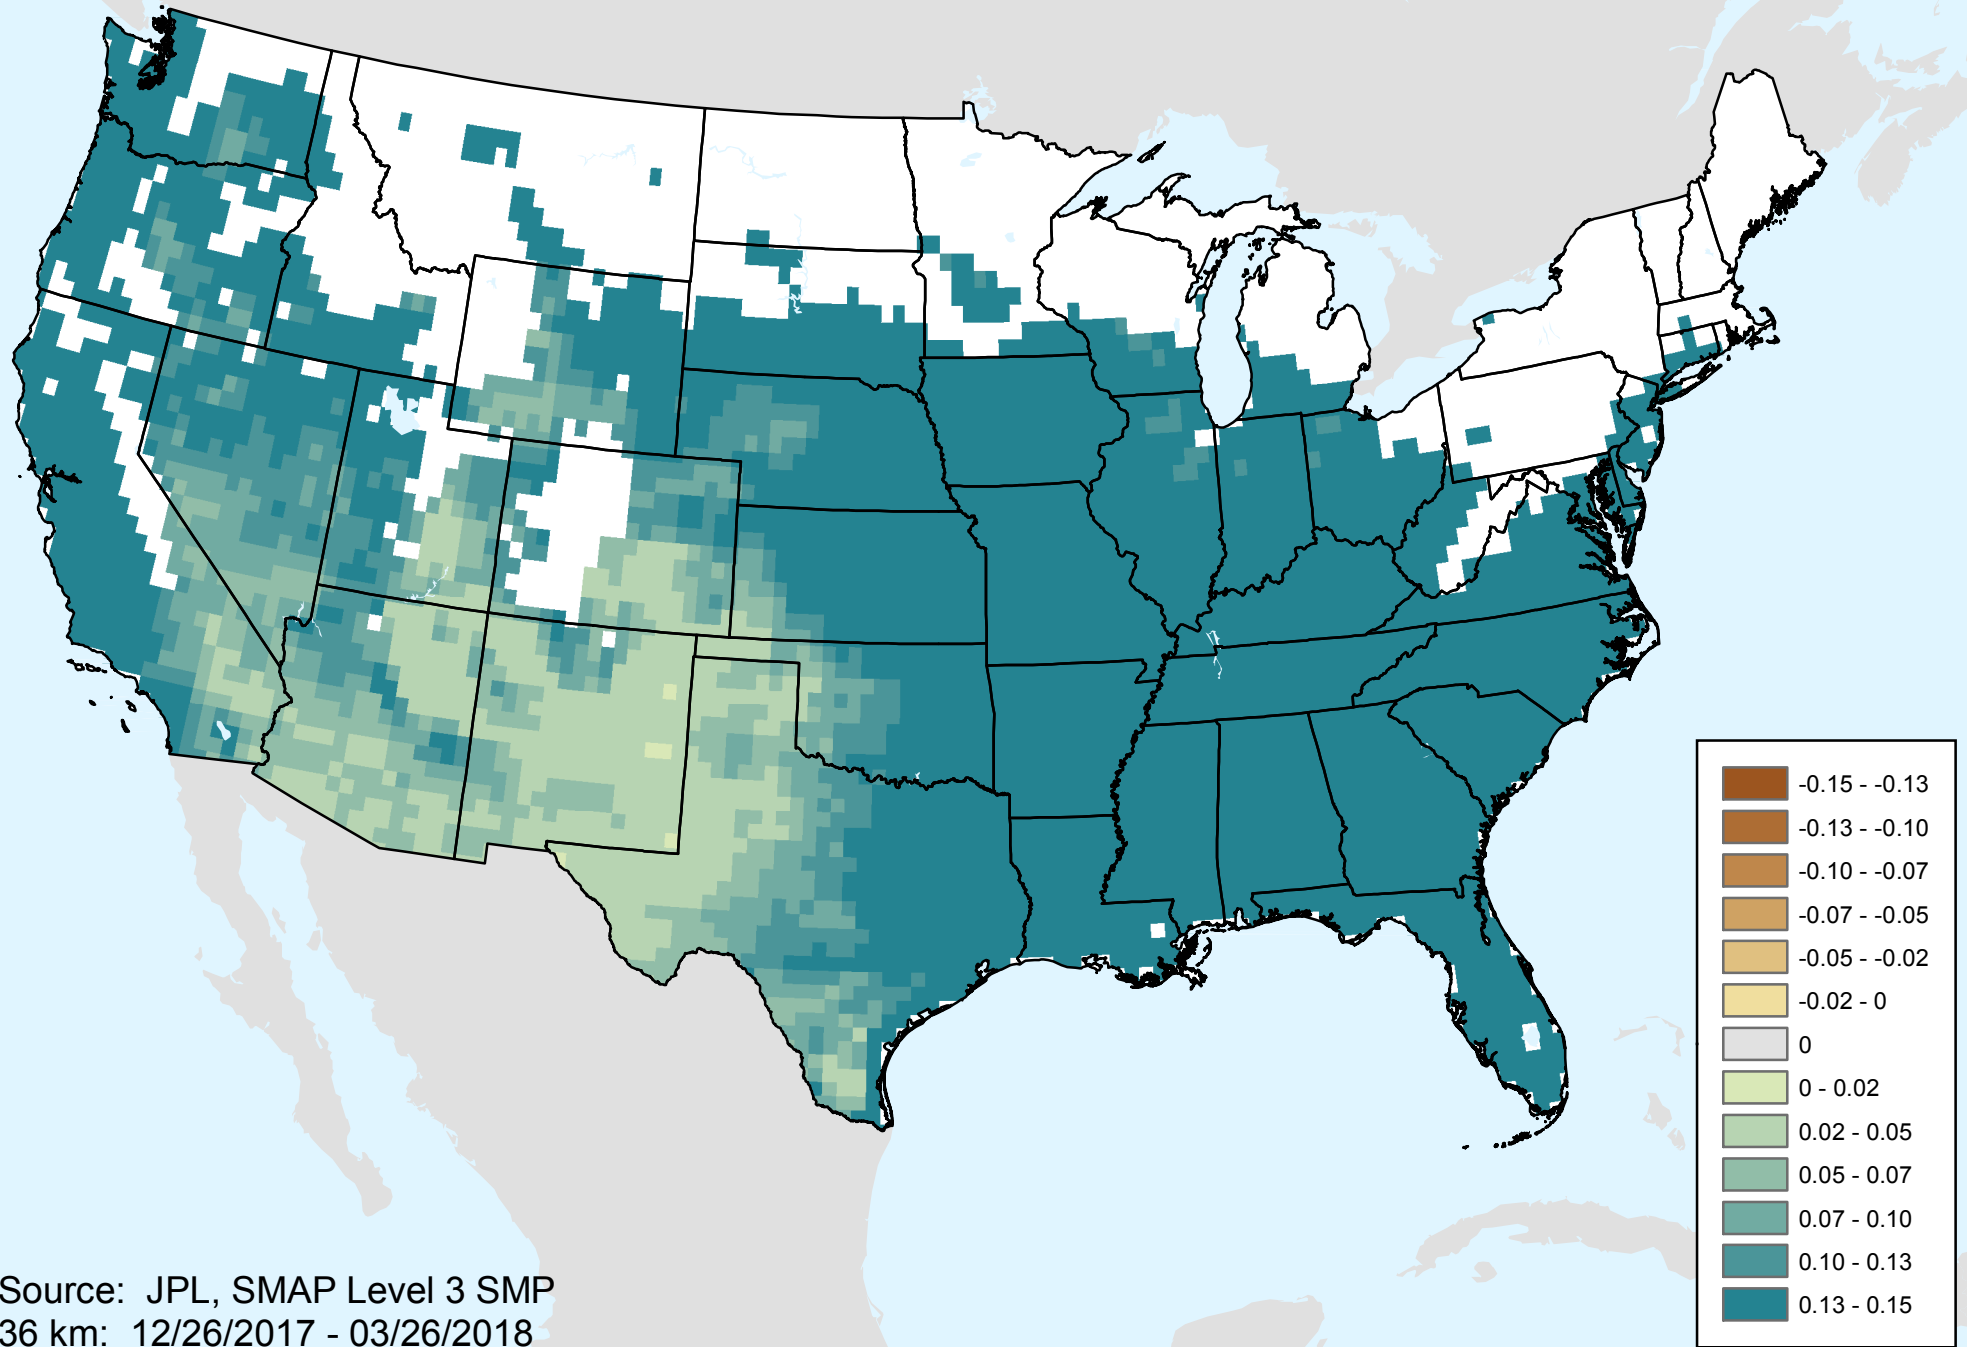 -0.15 - -0.13
-0.13 - -0.10
-0.10 - -0.07
-0.07 - -0.05
-0.05 - -0.02
-0.02 - 0
0
0 - 0.02
0.02 - 0.05
0.05 - 0.07
0.07 - 0.10
0.10 - 0.13
0.13 - 0.15
Source: JPL, SMAP Level 3 SMP
36 km: 12/26/2017 - 03/26/2018